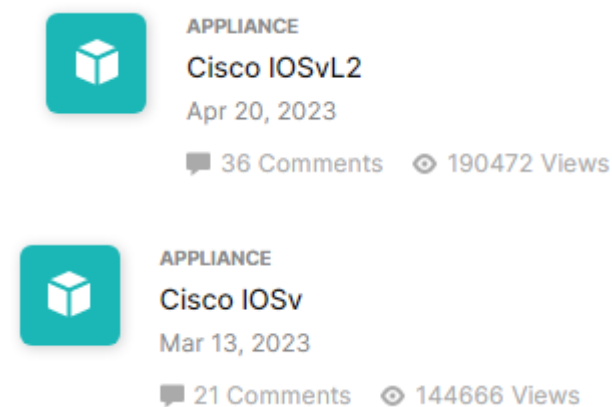 APPLIANCE
Cisco IOSvL2
Apr 20, 2023
36 Comments 190472 Views
APPLIANCE
Cisco IOSv
Mar 13, 2023
21 Comments 144666 Views